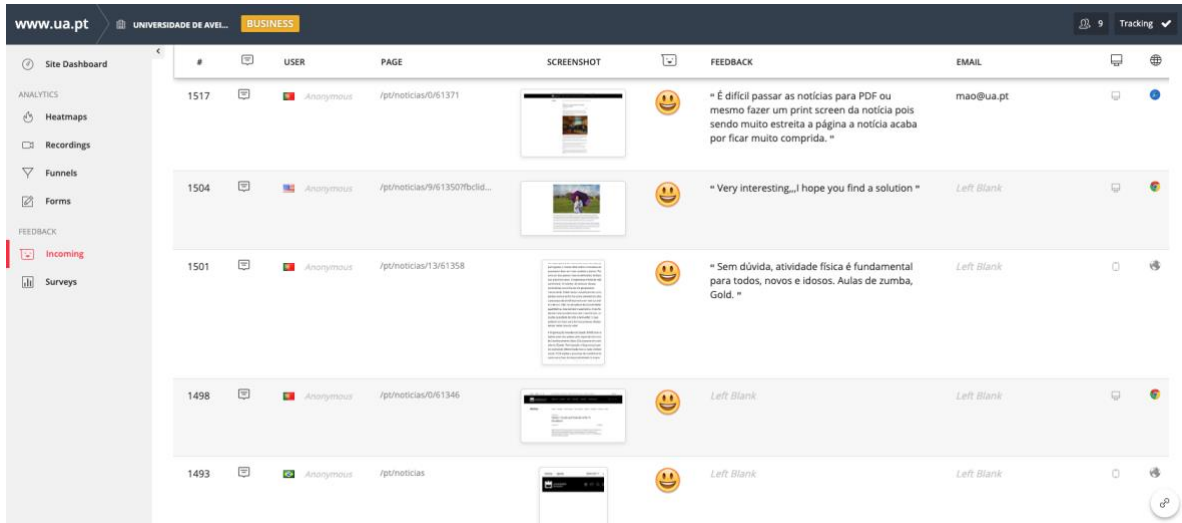 www.ua.pt UNIVERSIDADE DE AVEI... BUSINESS 9 Tracking
Site Dashboard
ANALYTICS
Heatmaps
Recordings
Funnels
Forms
FEEDBACK
Incoming
Surveys
# USER PAGE SCREENSHOT FEEDBACK EMAIL
1517 Anonymous /pt/noticias/0/61371 “ É difícil passar as notícias para PDF ou mao@ua.pt
mesmo fazer um print screen da notícia pois
sendo muito estreita a página a notícia acaba
por ficar muito comprida. “
1504 Anonymous /pt/noticias/9/61350?fbclid... “ Very interesting,,,I hope you find a solution “ Left Blank
1501 Anonymous /pt/noticias/13/61358 “ Sem dúvida, atividade física é fundamental Left Blank
para todos, novos e idosos. Aulas de zumba,
Gold. “
1498 Anonymous /pt/noticias/0/61346 Left Blank Left Blank
1493 Anonymous /pt/noticias Left Blank Left Blank